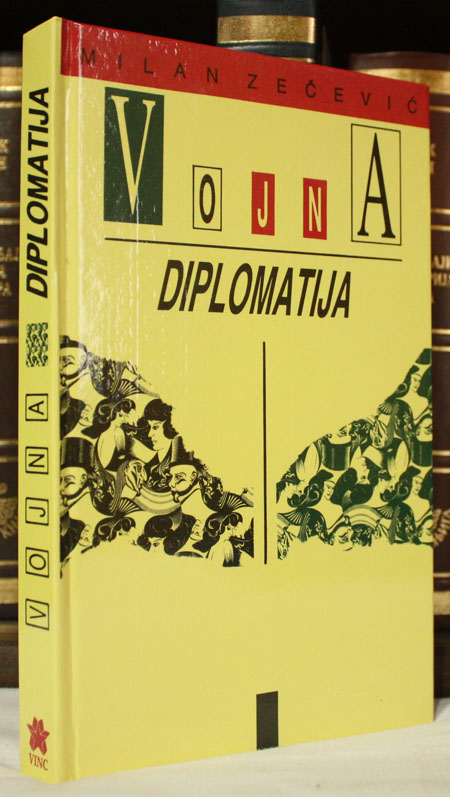 MILAN ZEČEVIĆ
VOJNA
DIPLOMATIJA
VOJNA DIPLOMATIJA
VINC